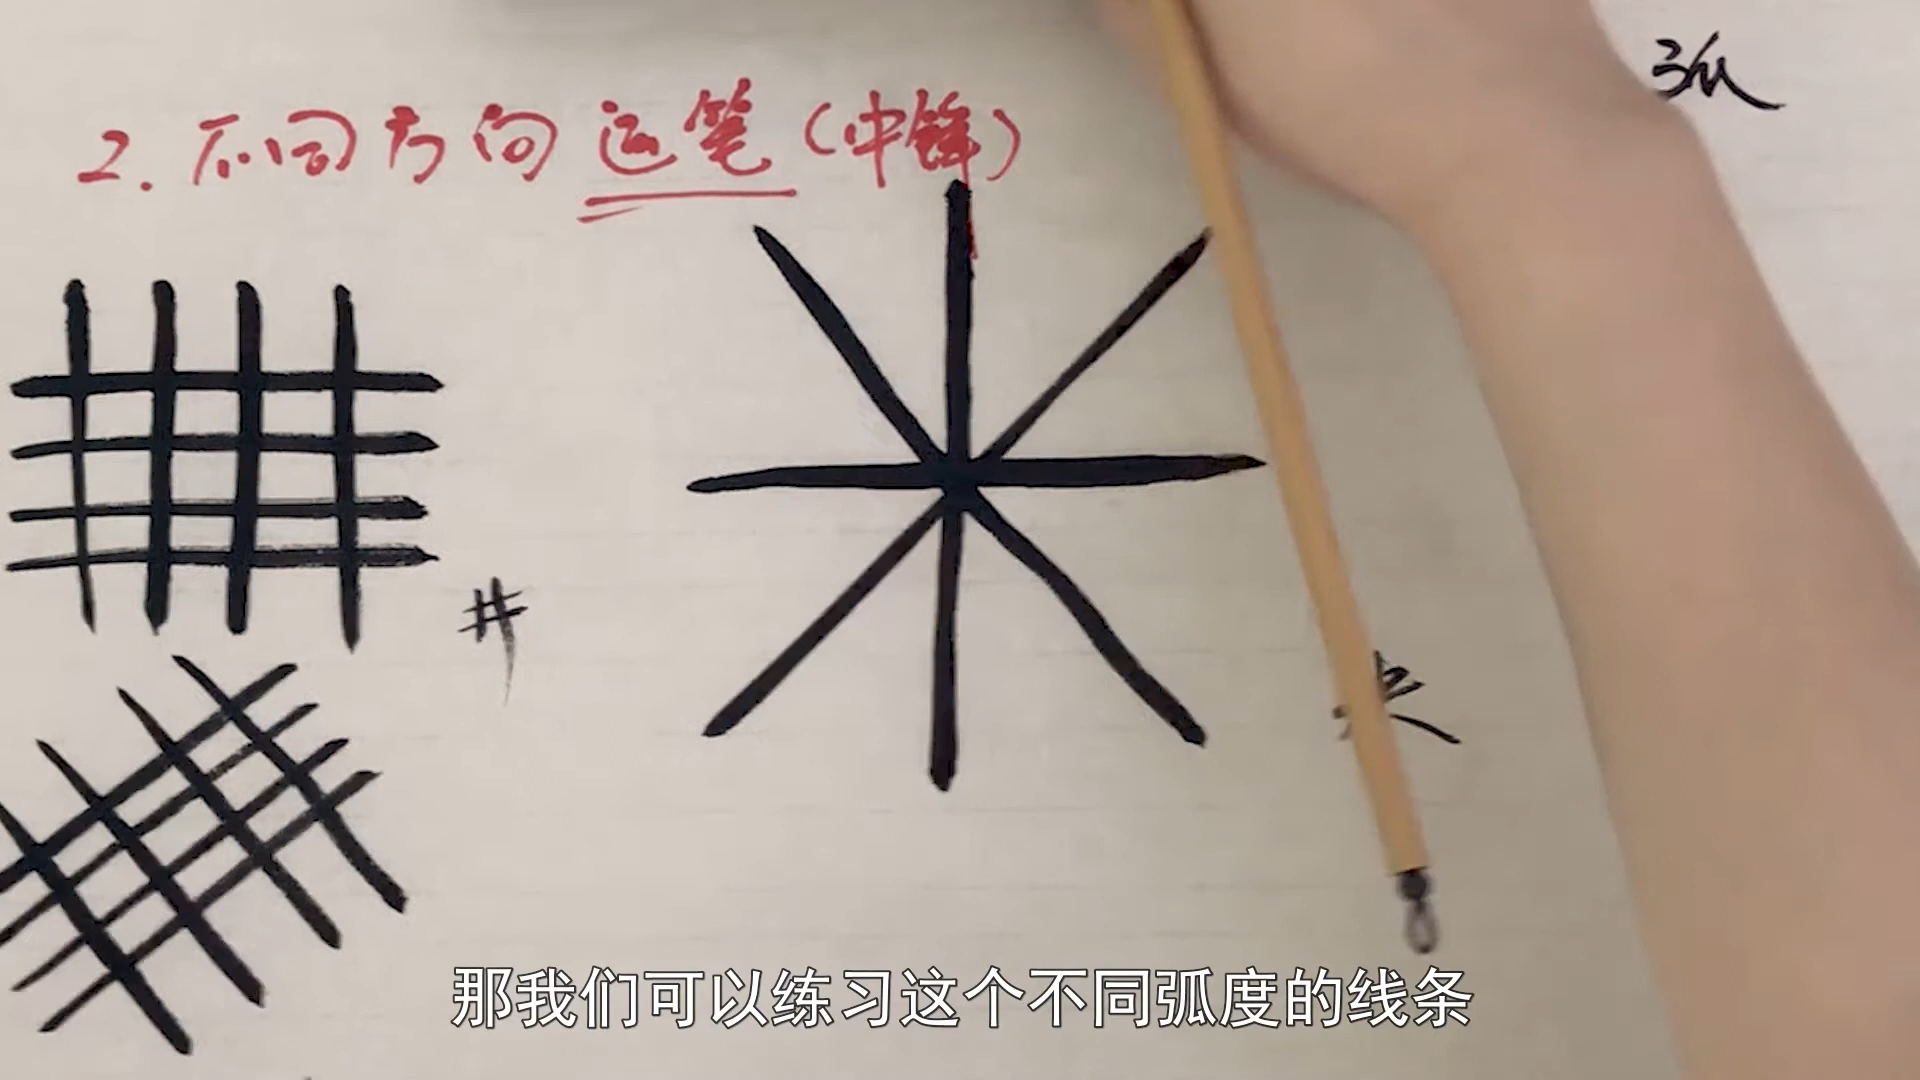 弧
2. 不同方向运笔(中锋)
井
米
那我们可以练习这个不同弧度的线条